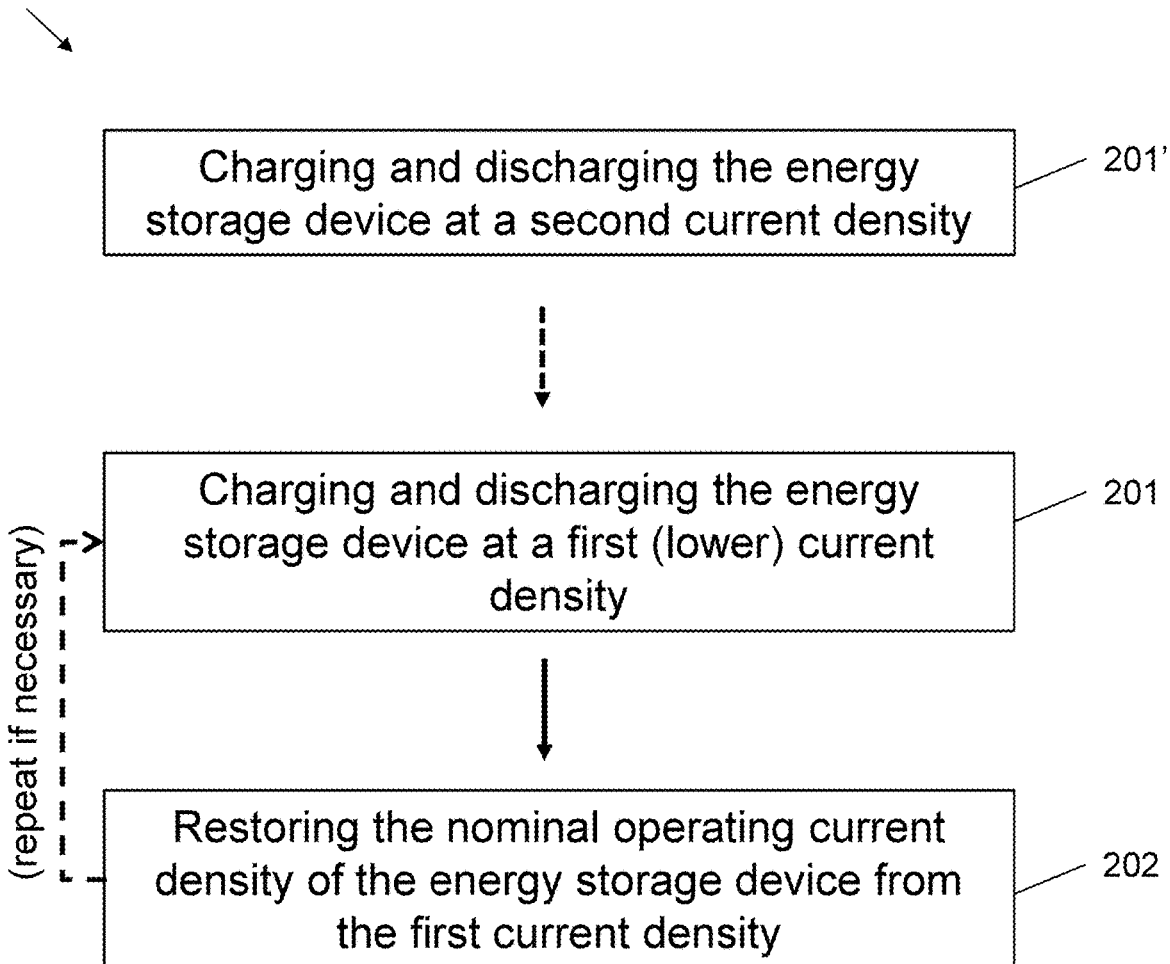 Charging and discharging the energy
storage device at a second current density
201'
Charging and discharging the energy
storage device at a first (lower) current
density
201
(repeat if necessary)
Restoring the nominal operating current
density of the energy storage device from
the first current density
202